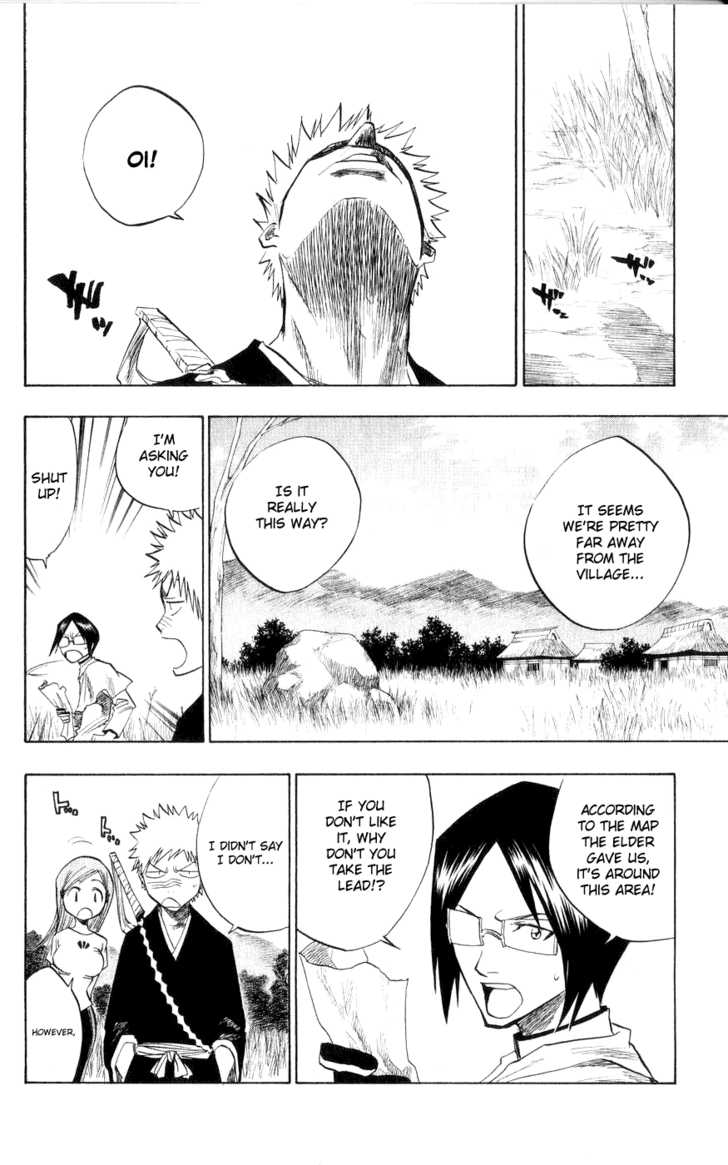 OI!
IT SEEMS
WE'RE PRETTY
FAR AWAY
FROM THE
VILLAGE...
IS IT
REALLY
THIS WAY?
I'M
ASKING
YOU!
SHUT
UP!
ACCORDING
TO THE MAP
THE ELDER
GAVE US,
IT'S AROUND
THIS AREA!
IF YOU
DON'T LIKE
IT, WHY
DON'T YOU
TAKE THE
LEAD!?
I DIDN'T SAY
I DON'T...
HOWEVER,